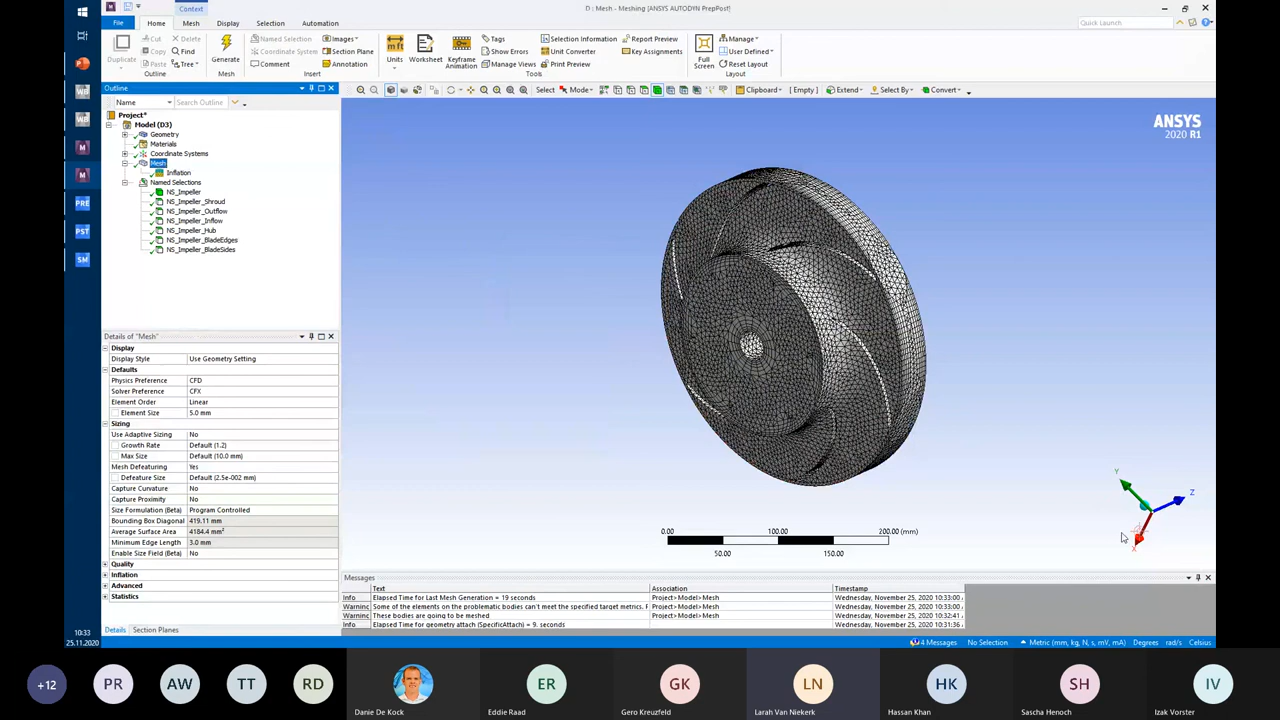 Context
D : Mesh - Meshing [ANSYS AUTODYN PrepPost]
File Home Mesh Display Selection Automation
Quick Launch
Duplicate
Cut
Copy
Paste
Delete
Find
Tree
Outline
Generate
Mesh
Named Selection
Coordinate System
Comment
Images
Section Plane
Annotation
Insert
Units
Worksheet
Keyframe
Animation
Tags
Show Errors
Manage Views
Selection Information
Unit Converter
Print Preview
Report Preview
Key Assignments
Tools
Full
Screen
Manage
User Defined
Reset Layout
Layout
Select Mode Clipboard [ Empty ] Extend Select By Convert
Outline
Name Search Outline
Project*
Model (D3)
Geometry
Materials
Coordinate Systems
Mesh
Inflation
Named Selections
NS_Impeller
NS_Impeller_Shroud
NS_Impeller_Outflow
NS_Impeller_Inflow
NS_Impeller_Hub
NS_Impeller_BladeEdges
NS_Impeller_BladeSides
Details of "Mesh"
Display
Display Style Use Geometry Setting
Defaults
Physics Preference CFD
Solver Preference CFX
Element Order Linear
Element Size 5.0 mm
Sizing
Use Adaptive Sizing No
Growth Rate Default (1.2)
Max Size Default (10.0 mm)
Mesh Defeaturing Yes
Defeature Size Default (2.5e-002 mm)
Capture Curvature No
Capture Proximity No
Size Formulation (Beta) Program Controlled
Bounding Box Diagonal 419.11 mm
Average Surface Area 4184.4 mm²
Minimum Edge Length 3.0 mm
Enable Size Field (Beta) No
Quality
Inflation
Advanced
Statistics
Details Section Planes
ANSYS
2020 R1
Y
Z
X
0.00 100.00 200.00 (mm)
50.00 150.00
Messages
Text Association Timestamp
Info Elapsed Time for Last Mesh Generation = 19 seconds Project>Model>Mesh Wednesday, November 25, 2020 10:33:00
Warning Some of the elements on the problematic bodies can't meet the specified target metrics. Project>Model>Mesh Wednesday, November 25, 2020 10:33:00
Warning These bodies are going to be meshed Project>Model>Mesh Wednesday, November 25, 2020 10:32:41
Info Elapsed Time for geometry attach (SpecificAttach) = 9. seconds Wednesday, November 25, 2020 10:31:36
4 Messages No Selection Metric (mm, kg, N, s, mV, mA) Degrees rad/s Celsius
PRE
PST
SM
10:33
25.11.2020
+12 PR AW TT RD ER GK LN HK SH IV
Danie De Kock Eddie Raad Gero Kreuzfeld Larah Van Niekerk Hassan Khan Sascha Henoch Izak Vorster